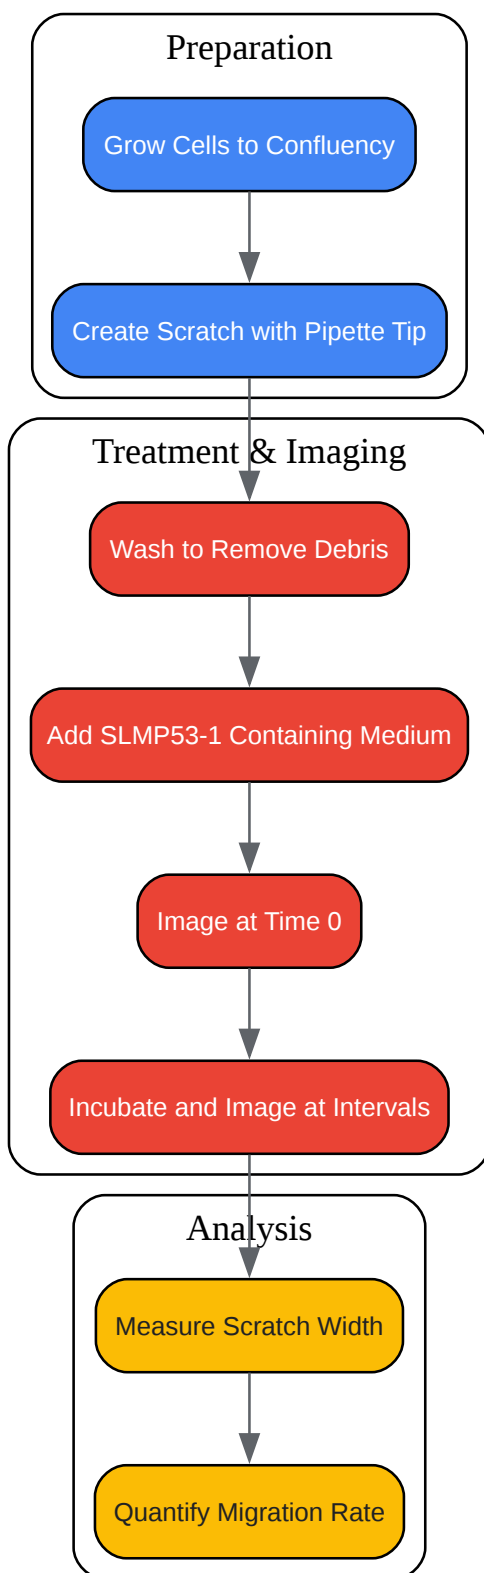 Preparation
Grow Cells to Confluency
Create Scratch with Pipette Tip
Treatment & Imaging
Wash to Remove Debris
Add SLMP53-1 Containing Medium
Image at Time 0
Incubate and Image at Intervals
Analysis
Measure Scratch Width
Quantify Migration Rate